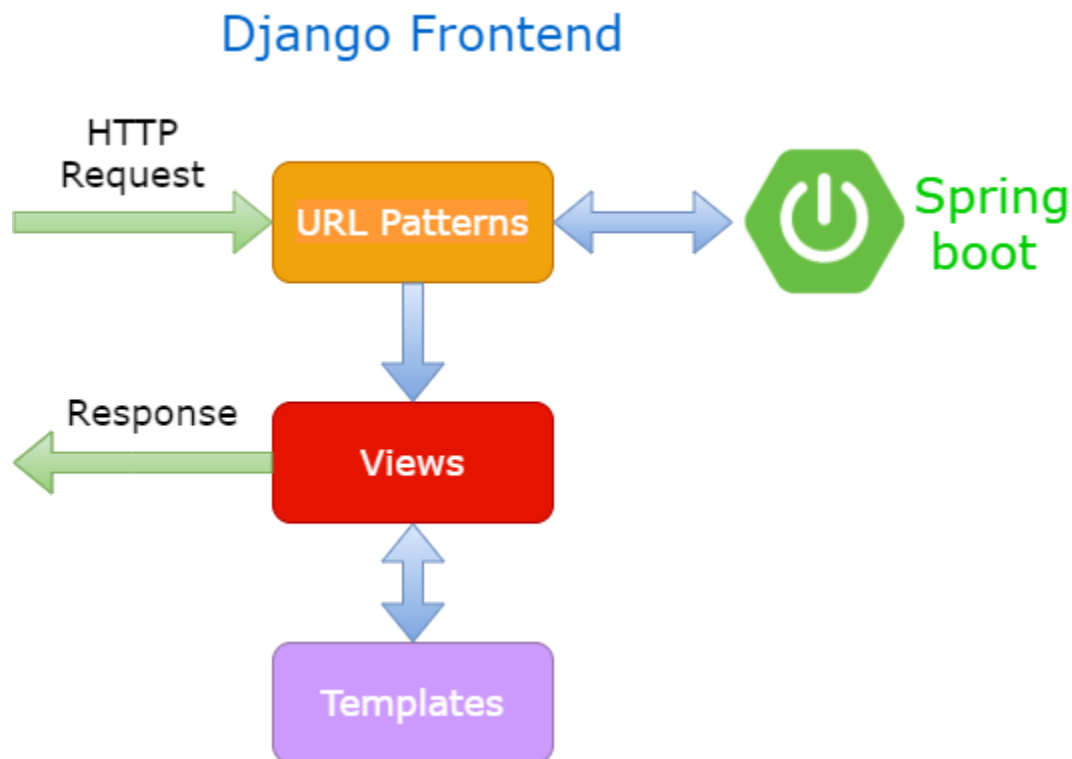 Django Frontend
HTTP
Request
URL Patterns
Spring
boot
Response
Views
Templates